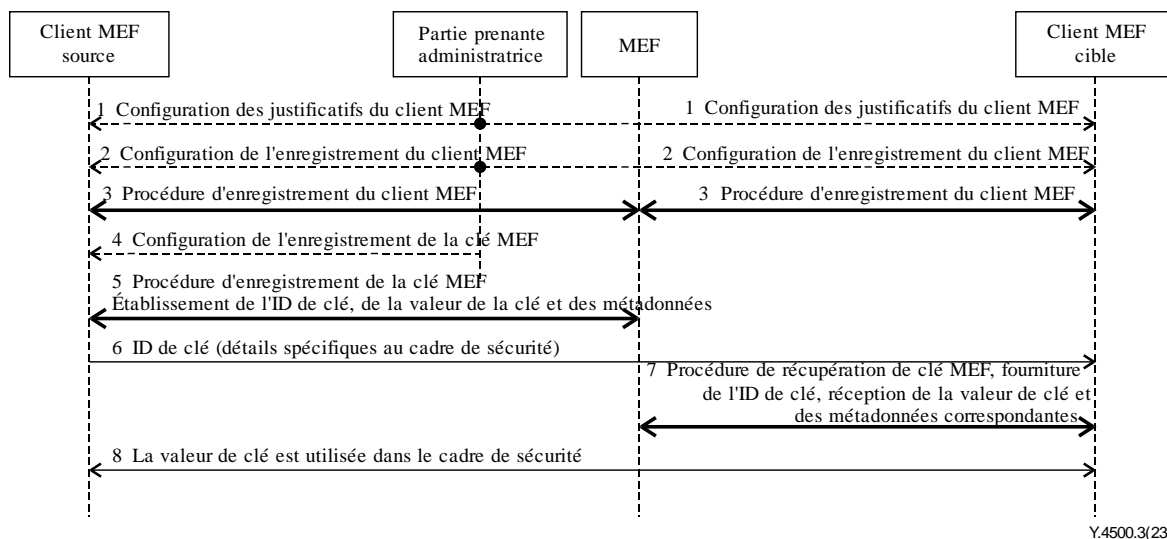 Client MEF
source
Partie prenante
administratrice
MEF
Client MEF
cible
1 Configuration des justificatifs du client MEF
1 Configuration des justificatifs du client MEF
2 Configuration de l'enregistrement du client MEF
2 Configuration de l'enregistrement du client MEF
3 Procédure d'enregistrement du client MEF
3 Procédure d'enregistrement du client MEF
4 Configuration de l'enregistrement de la clé MEF
5 Procédure d'enregistrement de la clé MEF
Établissement de l'ID de clé, de la valeur de la clé et des métadonnées
6 ID de clé (détails spécifiques au cadre de sécurité)
7 Procédure de récupération de clé MEF, fourniture
de l'ID de clé, réception de la valeur de clé et
des métadonnées correspondantes
8 La valeur de clé est utilisée dans le cadre de sécurité
Y.4500.3(23